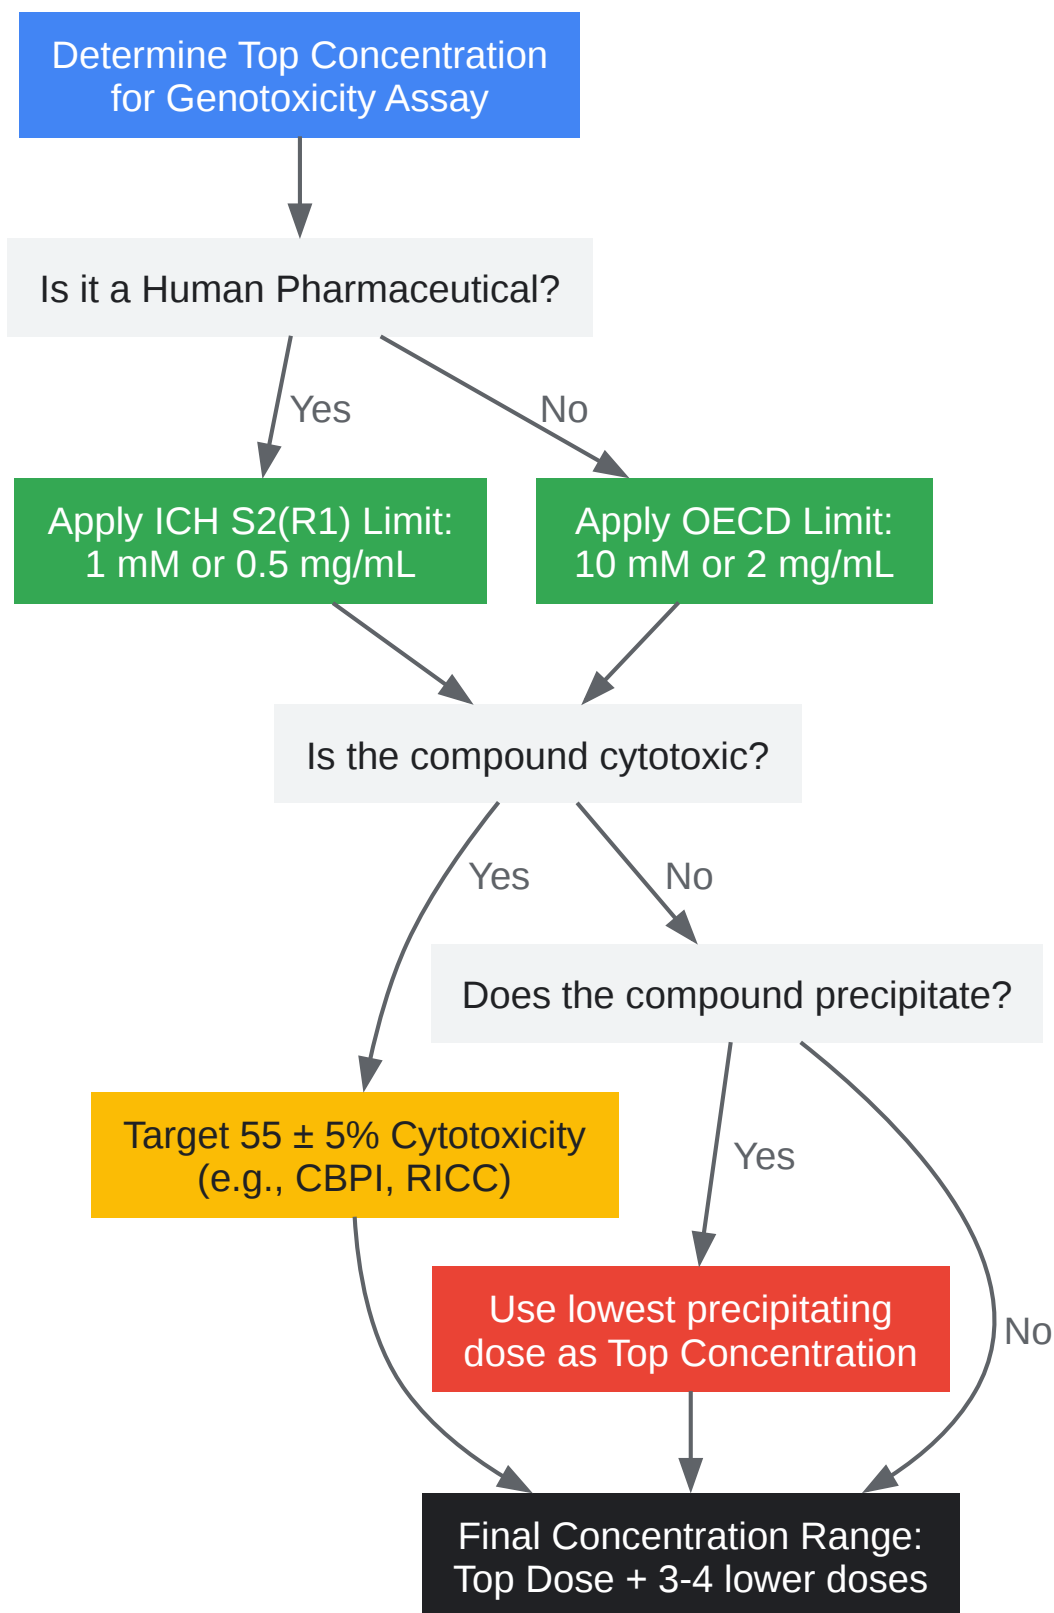 Determine Top Concentration
for Genotoxicity Assay
Is it a Human Pharmaceutical?
Yes
No
Apply ICH S2(R1) Limit:
1 mM or 0.5 mg/mL
Apply OECD Limit:
10 mM or 2 mg/mL
Is the compound cytotoxic?
Yes
No
Does the compound precipitate?
Target 55 ± 5% Cytotoxicity
(e.g., CBPI, RICC)
Yes
Use lowest precipitating
dose as Top Concentration
No
Final Concentration Range:
Top Dose + 3-4 lower doses